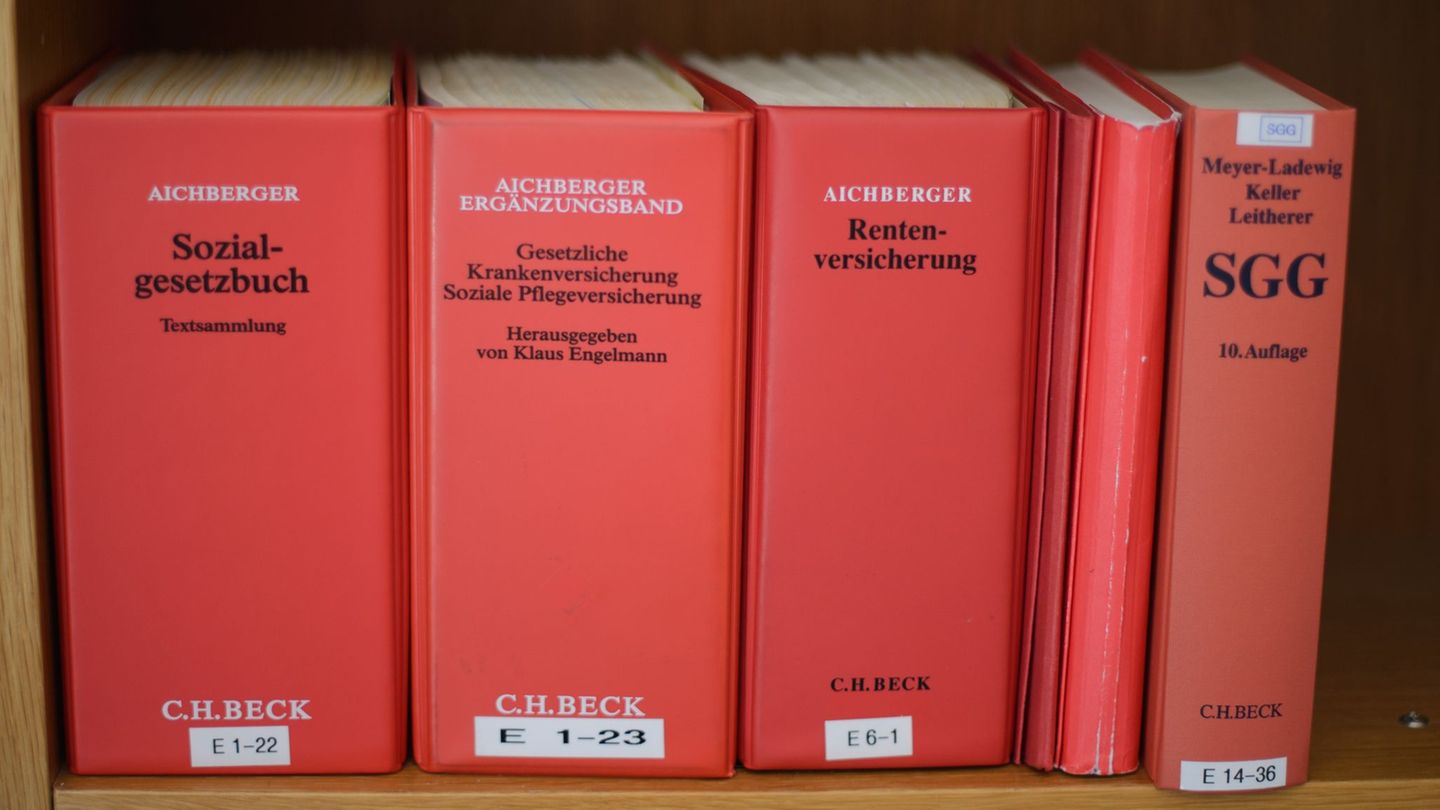 AICHBERGER
Sozial-
gesetzbuch
Textsammlung
C.H.BECK
E 1-22
AICHBERGER
ERGÄNZUNGSBAND
Gesetzliche
Krankenversicherung
Soziale Pflegeversicherung
Herausgegeben
von Klaus Engelmann
C.H.BECK
E 1-23
AICHBERGER
Renten-
versicherung
C.H.BECK
E 6-1
SGG
Meyer-Ladewig
Keller
Leitherer
SGG
10. Auflage
C.H.BECK
E 14-36